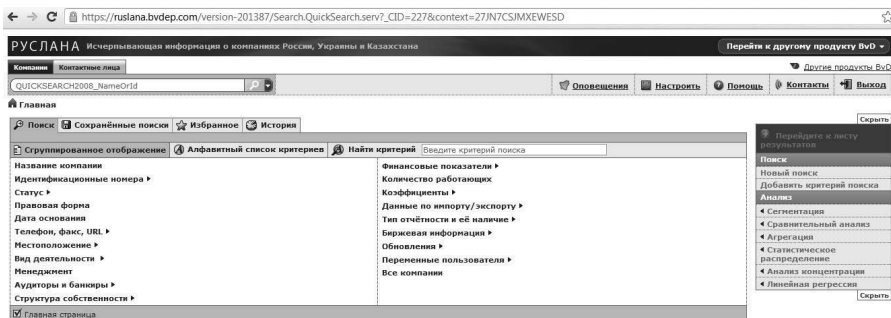 https://ruslana.bvdep.com/version-201387/Search.QuickSearch.serv?_CID=227&context=27JN7CSJMXEWESD
РУСЛАНА Исчерпывающая информация о компаниях России, Украины и Казахстана
Перейти к другому продукту BvD
Компании Контактные лица
Другие продукты BvD
QUICKSEARCH2008_NameOrId
Оповещения Настроить Помощь Контакты Выход
Главная
Скрыть
Поиск Сохранённые поиски Избранное История
Сгруппированное отображение Алфавитный список критериев Найти критерий Введите критерий поиска
Название компании
Идентификационные номера
Статус
Правовая форма
Дата основания
Телефон, факс, URL
Местоположение
Вид деятельности
Менеджмент
Аудиторы и банкиры
Структура собственности
Финансовые показатели
Количество работающих
Коэффициенты
Данные по импорту/экспорту
Тип отчётности и её наличие
Биржевая информация
Обновления
Переменные пользователя
Все компании
Перейдите к листу
результатов
Поиск
Новый поиск
Добавить критерий поиска
Анализ
Сегментация
Сравнительный анализ
Агрегация
Статистическое
распределение
Анализ концентрации
Линейная регрессия
Скрыть
Главная страница